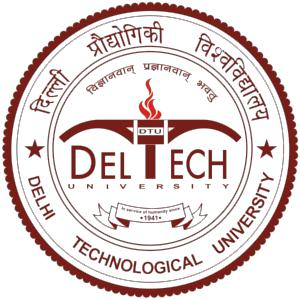 दिल्ली प्रौद्योगिकी विश्वविद्यालय
विज्ञानवान् प्रज्ञानवान् भवतु
DTU
DELTECH
UNIVERSITY
In service of humanity since
•1941•
★ DELHI TECHNOLOGICAL UNIVERSITY ★